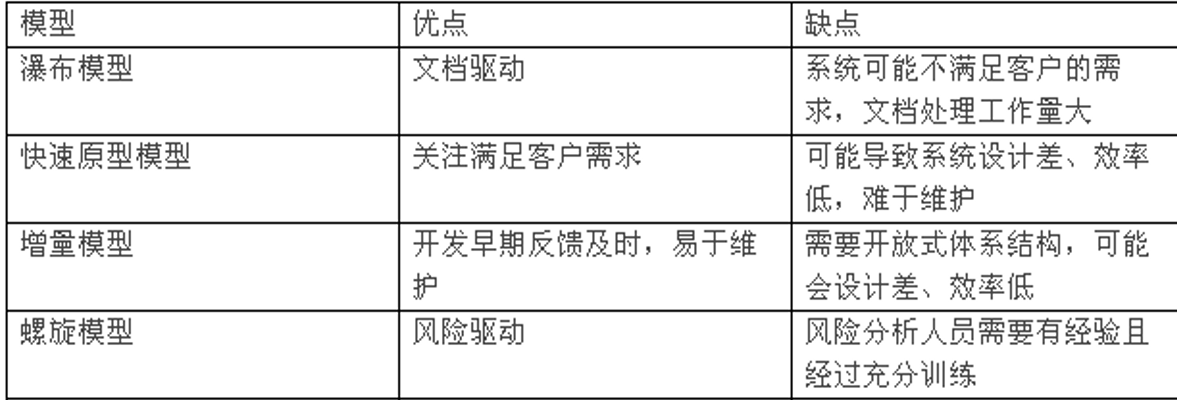 模型 优点 缺点
瀑布模型 文档驱动 系统可能不满足客户的需
求，文档处理工作量大
快速原型模型 关注满足客户需求 可能导致系统设计差、效率
低，难于维护
增量模型 开发早期反馈及时，易于维 需要开放式体系结构，可能
护 会设计差、效率低
螺旋模型 风险驱动 风险分析人员需要有经验且
经过充分训练